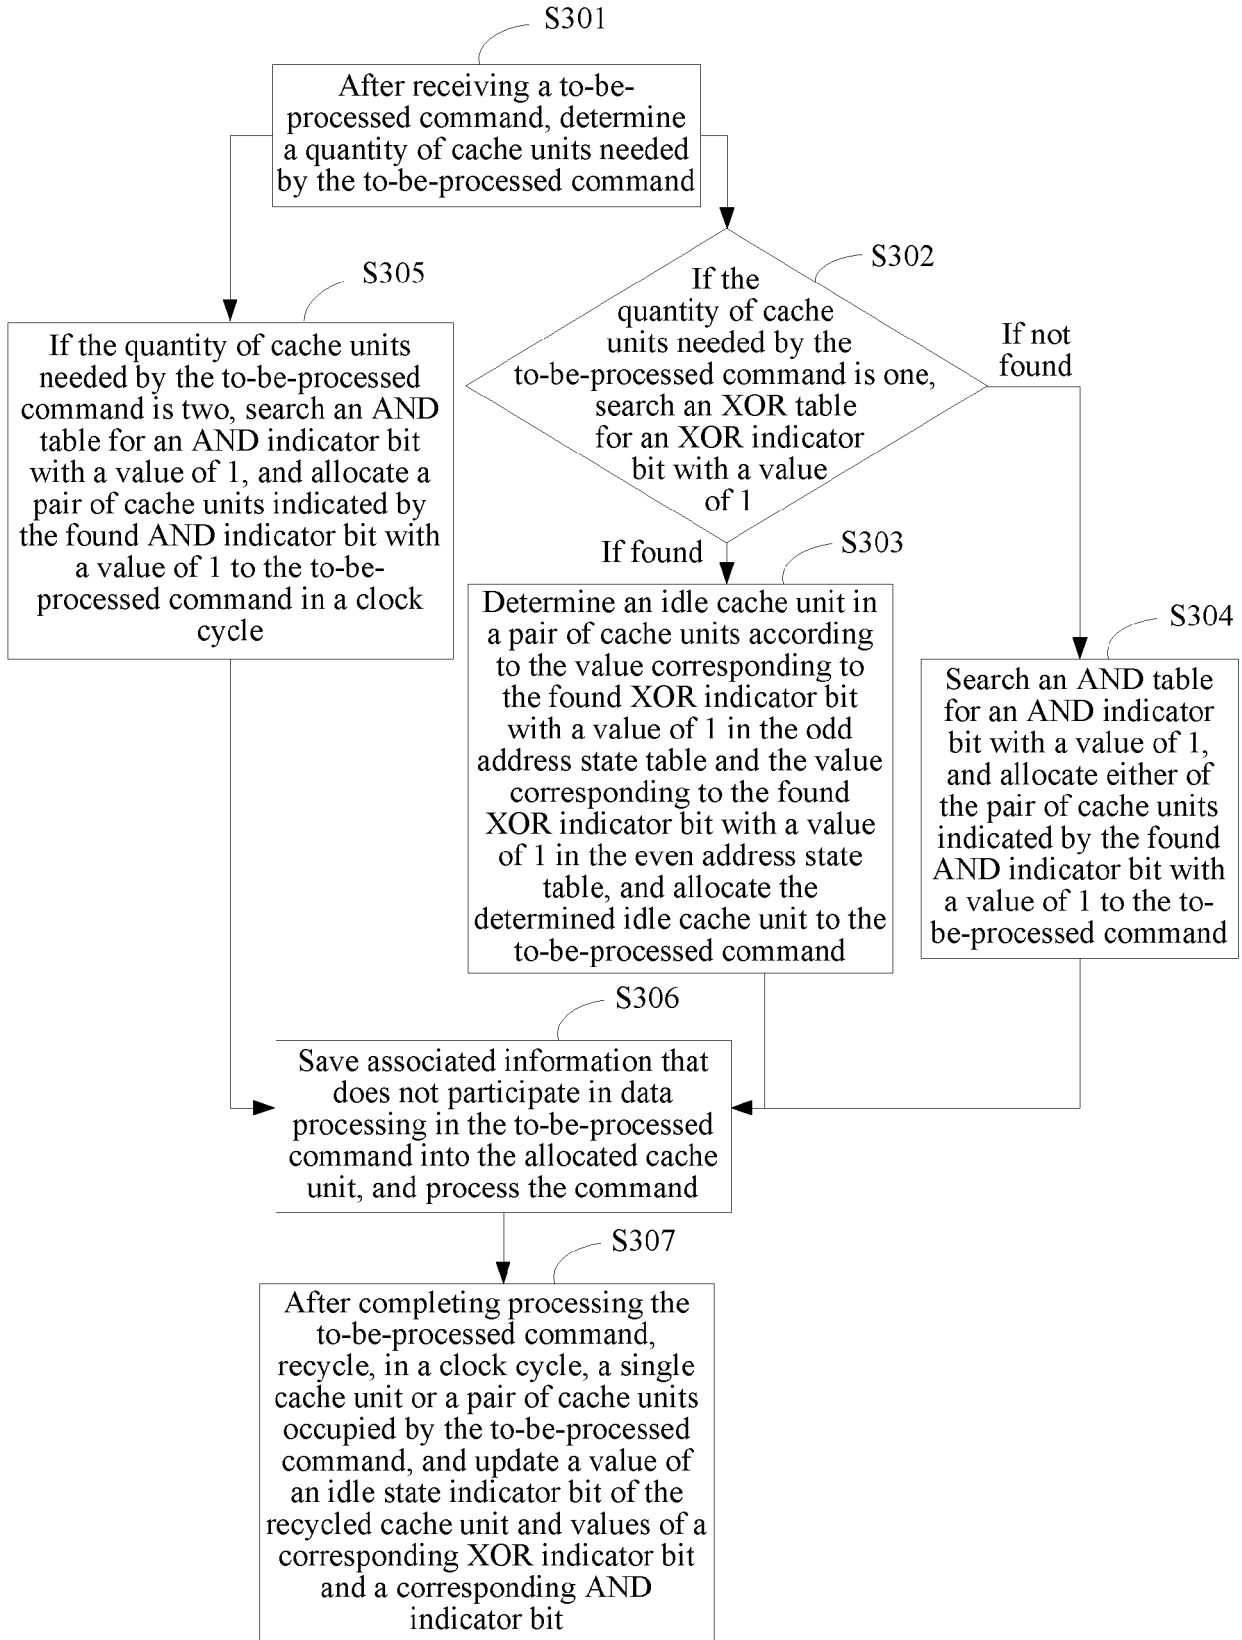 S301
After receiving a to-be-
processed command, determine
a quantity of cache units needed
by the to-be-processed command
S302
If the
quantity of cache
units needed by the
to-be-processed command is one,
search an XOR table
for an XOR indicator
bit with a value
of 1
If not
found
S305
If the quantity of cache units
needed by the to-be-processed
command is two, search an AND
table for an AND indicator bit
with a value of 1, and allocate a
pair of cache units indicated by
the found AND indicator bit with
a value of 1 to the to-be-
processed command in a clock
cycle
If found
S303
Determine an idle cache unit in
a pair of cache units according
to the value corresponding to
the found XOR indicator bit
with a value of 1 in the odd
address state table and the value
corresponding to the found
XOR indicator bit with a value
of 1 in the even address state
table, and allocate the
determined idle cache unit to the
to-be-processed command
S304
Search an AND table
for an AND indicator
bit with a value of 1,
and allocate either of
the pair of cache units
indicated by the found
AND indicator bit with
a value of 1 to the to-
be-processed command
S306
Save associated information that
does not participate in data
processing in the to-be-processed
command into the allocated cache
unit, and process the command
S307
After completing processing the
to-be-processed command,
recycle, in a clock cycle, a single
cache unit or a pair of cache units
occupied by the to-be-processed
command, and update a value of
an idle state indicator bit of the
recycled cache unit and values of a
corresponding XOR indicator bit
and a corresponding AND
indicator bit